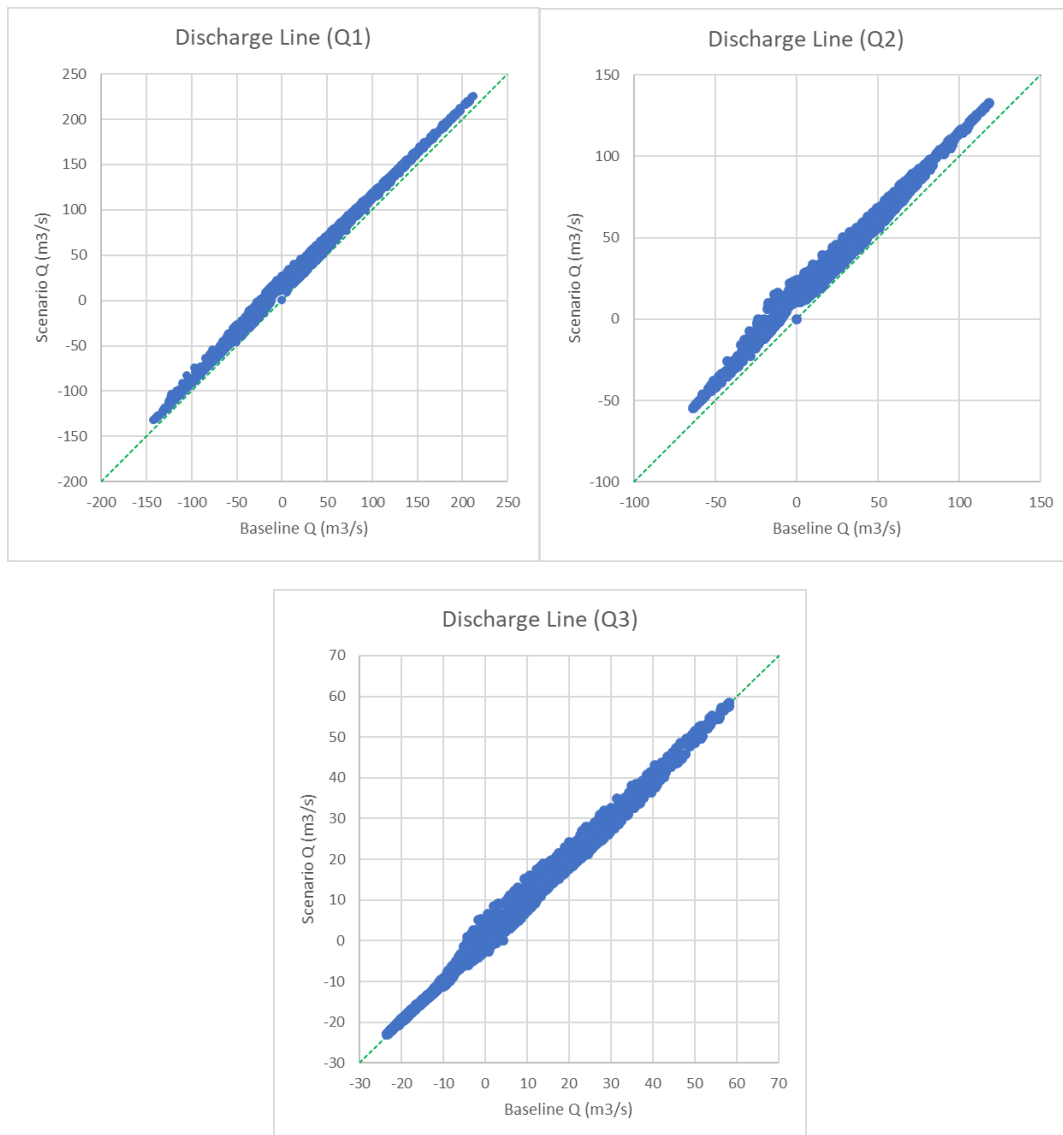 Discharge Line (Q1)
250
200
150
100
50
0
-50
-100
-150
-200
-200 -150 -100 -50 0 50 100 150 200 250
Scenario Q (m3/s)
Baseline Q (m3/s)
Discharge Line (Q2)
150
100
50
0
-50
-100
-100 -50 0 50 100 150
Scenario Q (m3/s)
Baseline Q (m3/s)
Discharge Line (Q3)
70
60
50
40
30
20
10
0
-10
-20
-30
-30 -20 -10 0 10 20 30 40 50 60 70
Scenario Q (m3/s)
Baseline Q (m3/s)